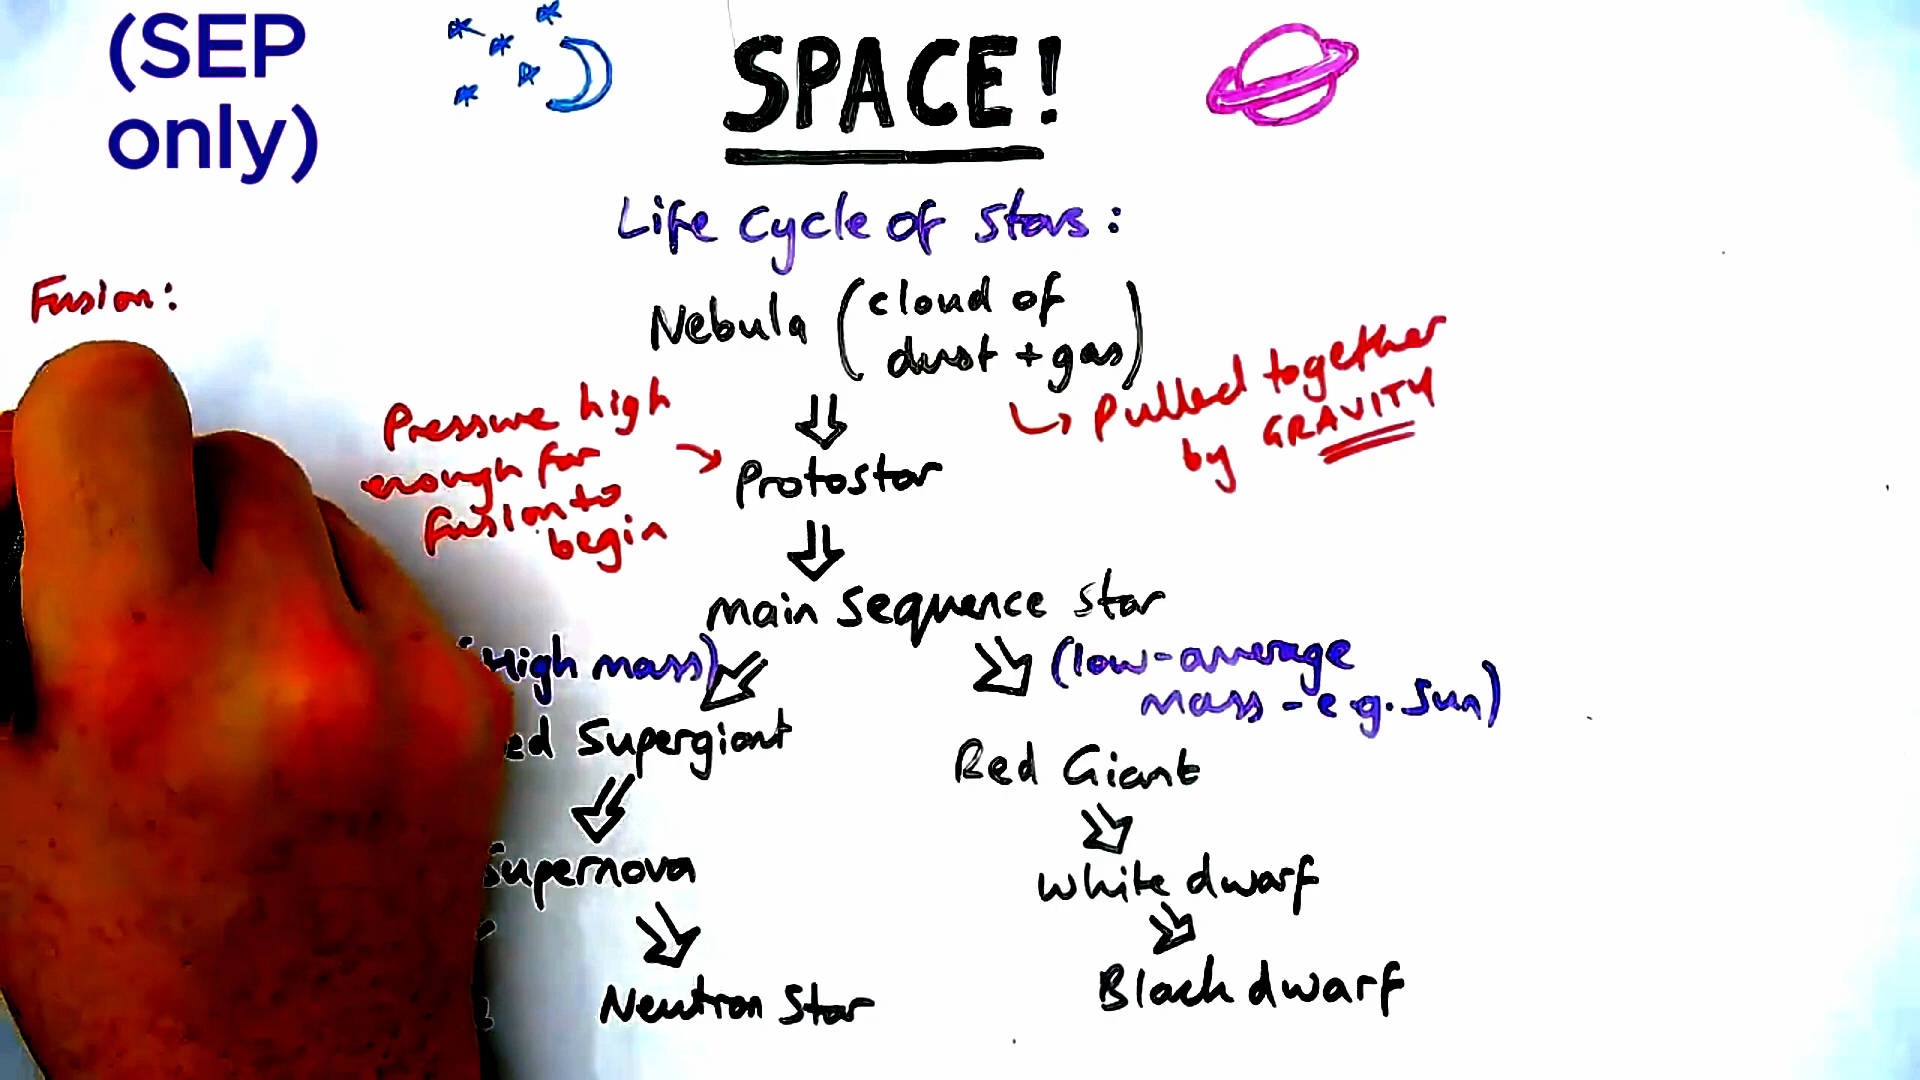 (SEP
only)
SPACE!
Life Cycle of Stars:
Fusion:
Nebula (cloud of
dust + gas)
↳ Pulled together
by GRAVITY
Pressure high
enough for
fusion to
begin
→ Protostar
main sequence star
(High mass)
(low-average
mass - e.g. Sun)
ed Supergiant
Red Giant
Supernova
White dwarf
Neutron Star
Black dwarf